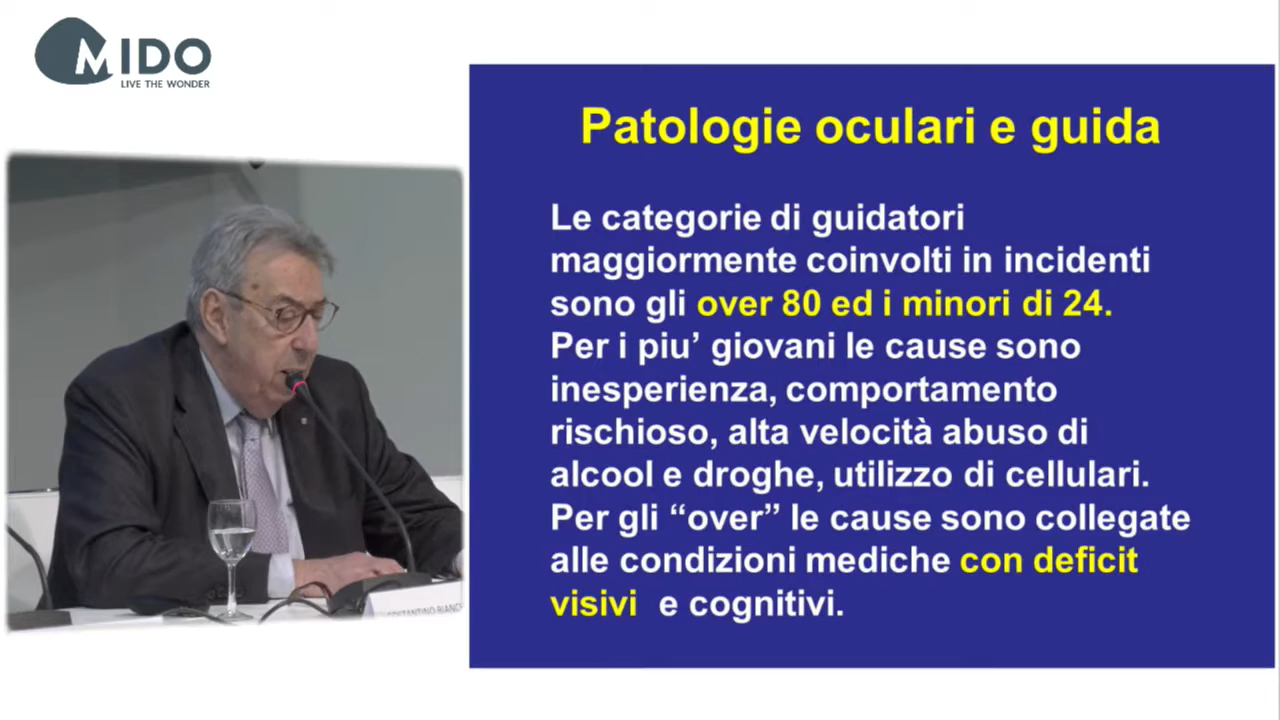 MIDO
LIVE THE WONDER
Patologie oculari e guida
Le categorie di guidatori
maggiormente coinvolti in incidenti
sono gli over 80 ed i minori di 24.
Per i piu’ giovani le cause sono
inesperienza, comportamento
rischioso, alta velocità abuso di
alcool e droghe, utilizzo di cellulari.
Per gli “over” le cause sono collegate
alle condizioni mediche con deficit
visivi e cognitivi.